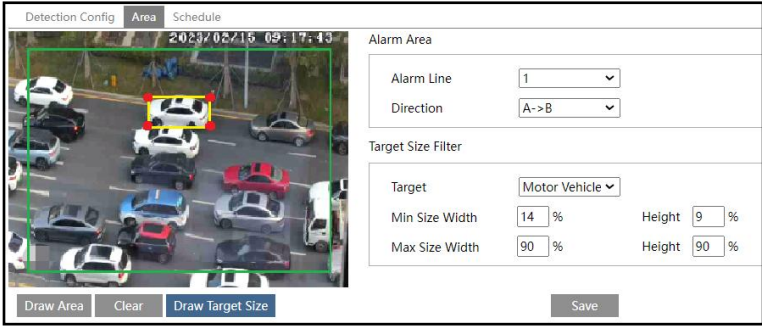 Detection Config Area Schedule
2023/02/15 09:17:43
Alarm Area
Alarm Line 1
Direction A->B
Target Size Filter
Target Motor Vehicle
Min Size Width 14 % Height 9 %
Max Size Width 90 % Height 90 %
Draw Area Clear Draw Target Size Save